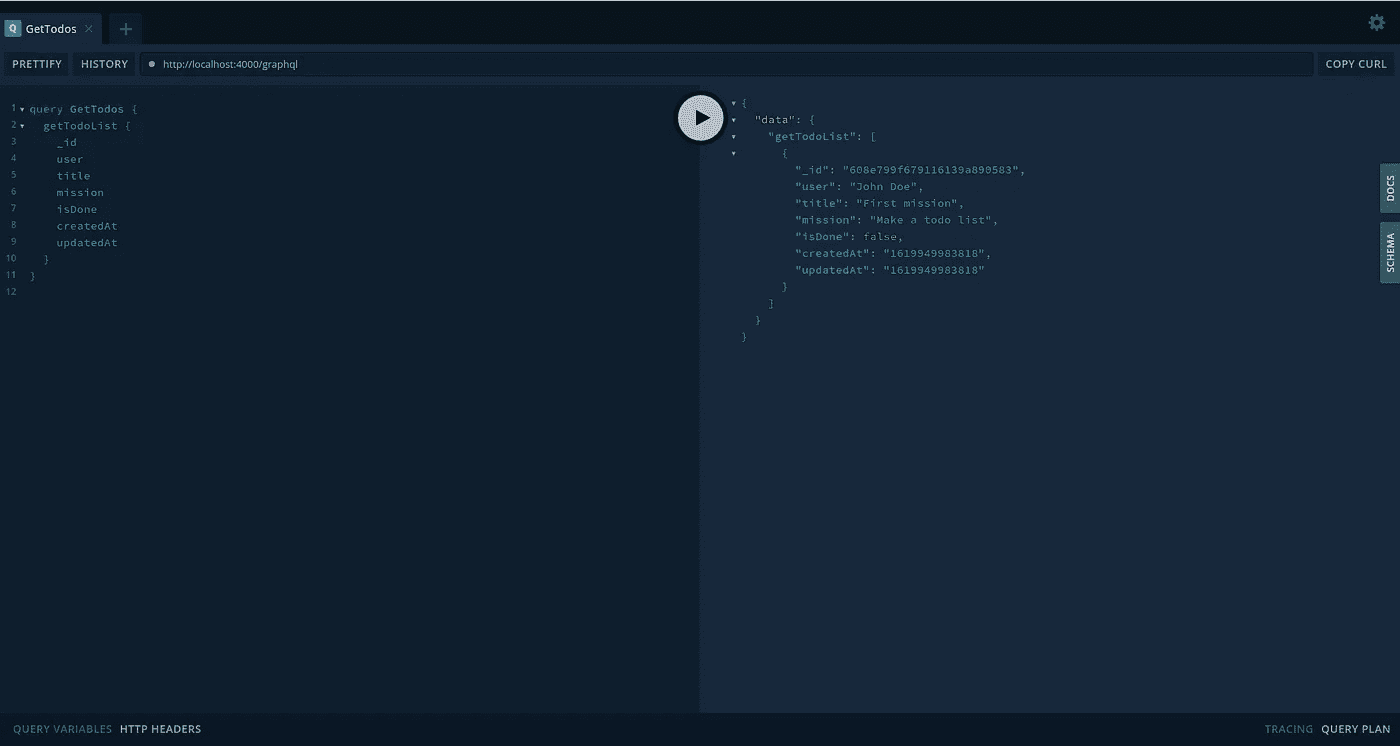 Q GetTodos
PRETTIFY HISTORY http://localhost:4000/graphql COPY CURL
1 query GetTodos {
2 getTodoList {
3 _id
4 user
5 title
6 mission
7 isDone
8 createdAt
9 updatedAt
10 }
11 }
12
{
"data": {
"getTodoList": [
{
"_id": "608e799f679116139a890583",
"user": "John Doe",
"title": "First mission",
"mission": "Make a todo list",
"isDone": false,
"createdAt": "1619949983818",
"updatedAt": "1619949983818"
}
]
}
}
DOCS
SCHEMA
QUERY VARIABLES HTTP HEADERS TRACING QUERY PLAN